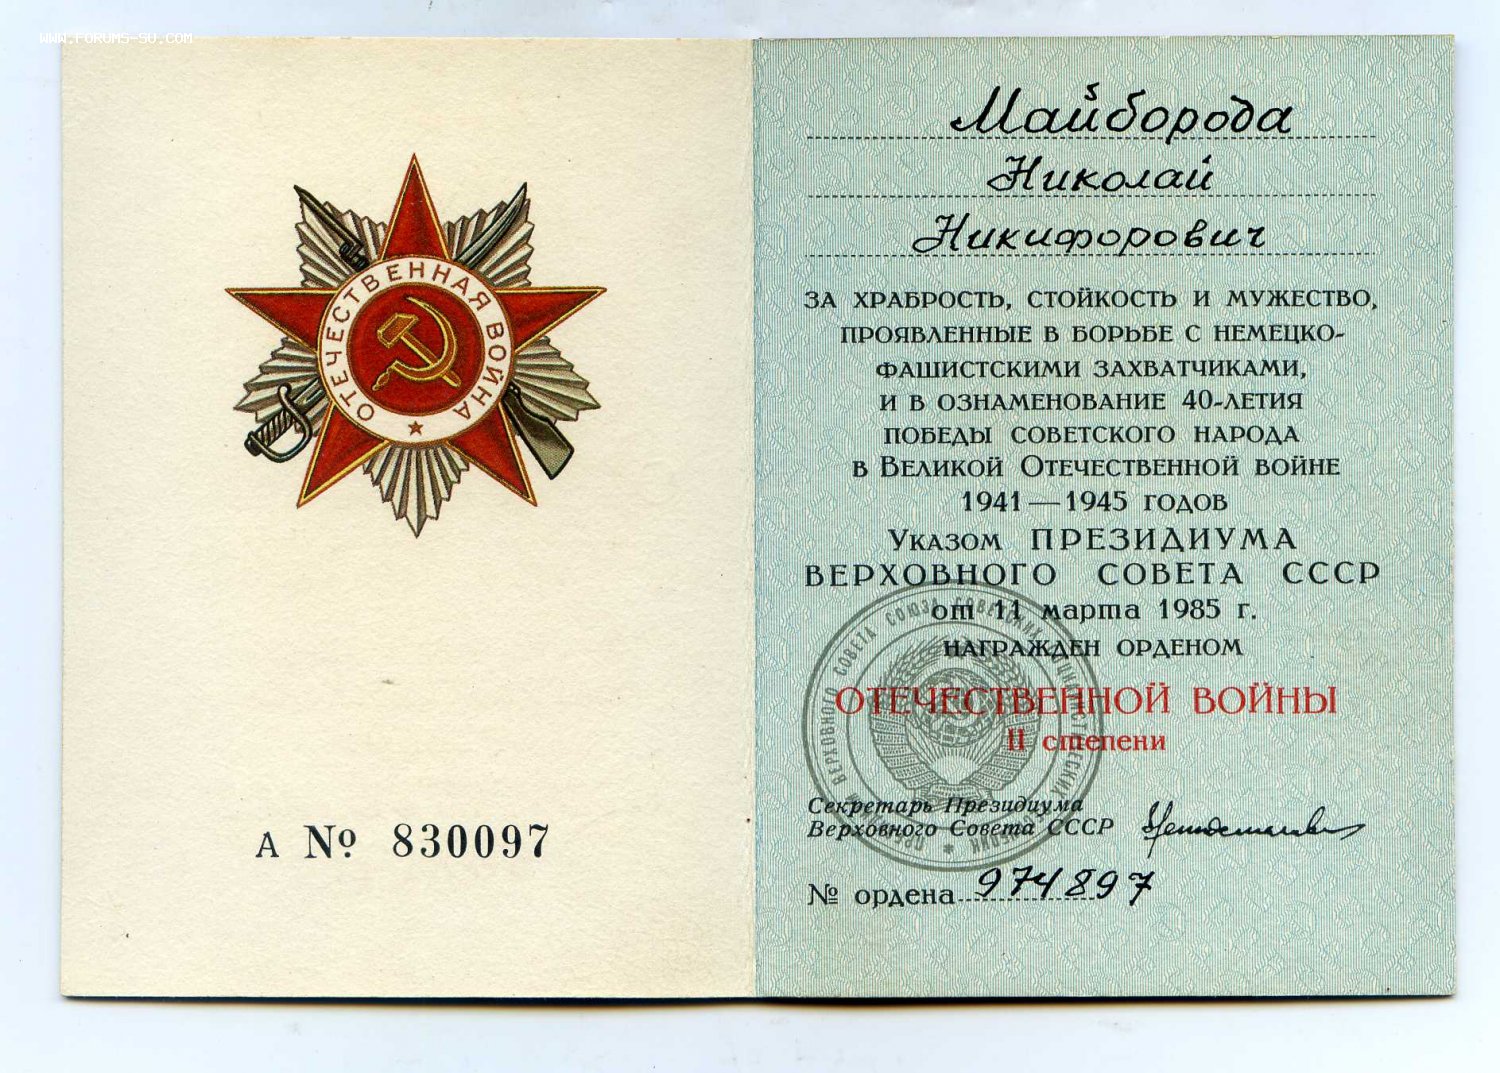 WWW.FORUMS-SU.COM
ОТЕЧЕСТВЕННАЯ ВОЙНА
А № 830097
Майборода
Николай
Никифорович
ЗА ХРАБРОСТЬ, СТОЙКОСТЬ И МУЖЕСТВО,
ПРОЯВЛЕННЫЕ В БОРЬБЕ С НЕМЕЦКО-
ФАШИСТСКИМИ ЗАХВАТЧИКАМИ,
И В ОЗНАМЕНОВАНИЕ 40-ЛЕТИЯ
ПОБЕДЫ СОВЕТСКОГО НАРОДА
В ВЕЛИКОЙ ОТЕЧЕСТВЕННОЙ ВОЙНЕ
1941—1945 ГОДОВ
УКАЗОМ ПРЕЗИДИУМА
ВЕРХОВНОГО СОВЕТА СССР
от 11 марта 1985 г.
НАГРАЖДЕН ОРДЕНОМ
ОТЕЧЕСТВЕННОЙ ВОЙНЫ
II степени
Секретарь Президиума
Верховного Совета СССР
№ ордена 974897